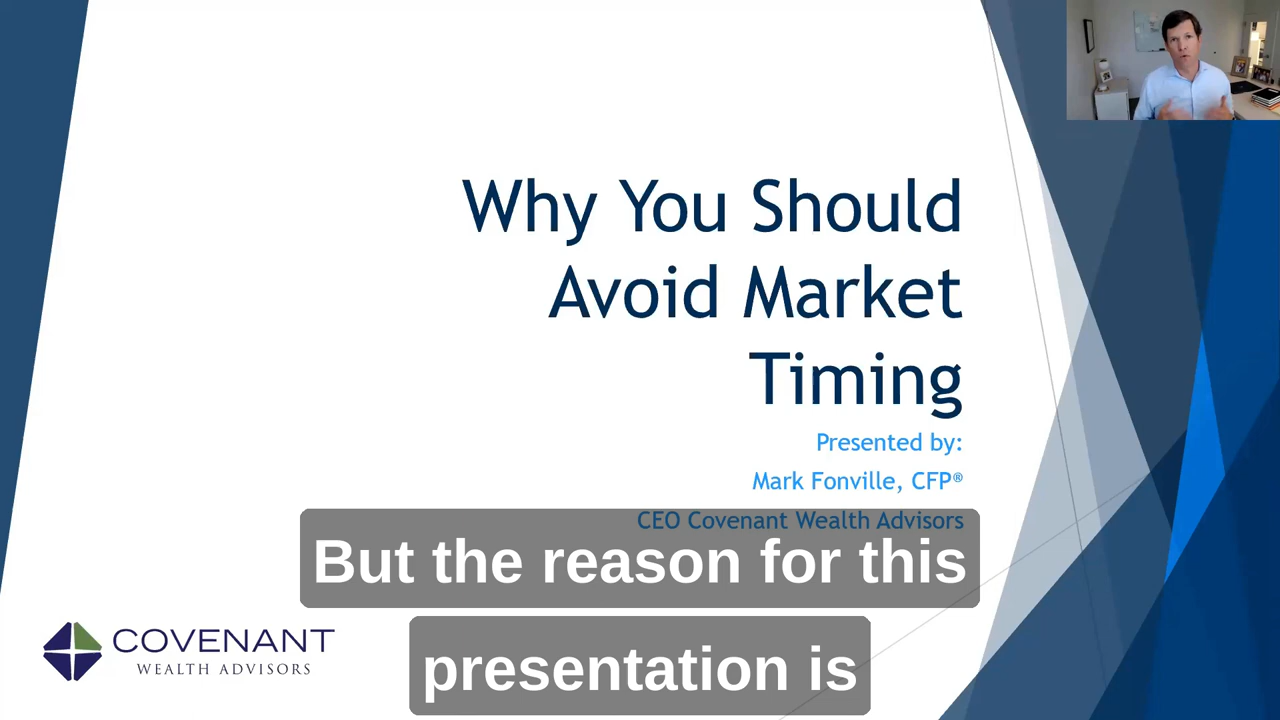 Why You Should
Avoid Market
Timing
Presented by:
Mark Fonville, CFP®
CEO Covenant Wealth Advisors
But the reason for this
presentation is
COVENANT
WEALTH ADVISORS